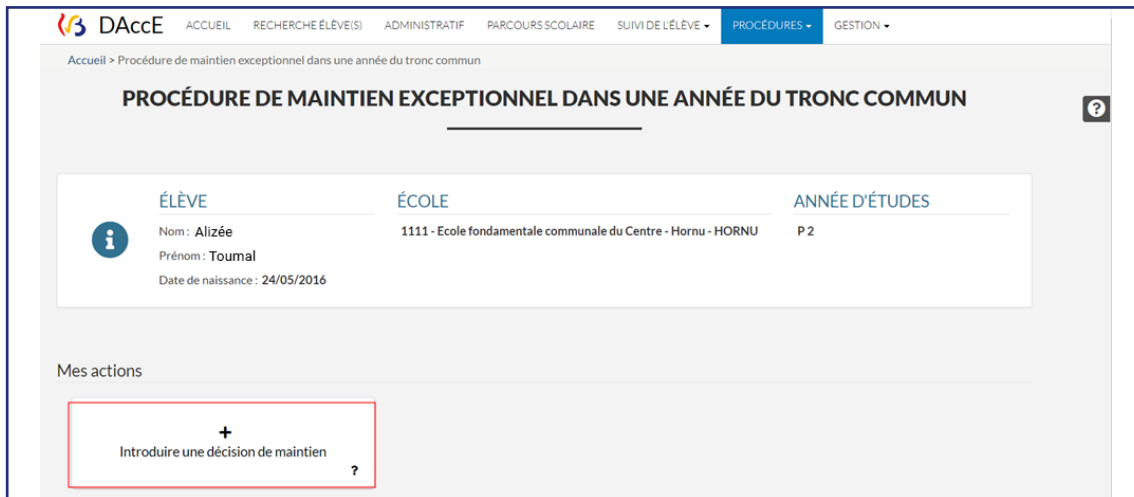 DAccE ACCUEIL RECHERCHE ÉLÈVE(S) ADMINISTRATIF PARCOURS SCOLAIRE SUIVI DE L'ÉLÈVE PROCÉDURES GESTION
Accueil > Procédure de maintien exceptionnel dans une année du tronc commun
PROCÉDURE DE MAINTIEN EXCEPTIONNEL DANS UNE ANNÉE DU TRONC COMMUN
?
ÉLÈVE
Nom : Alizée
Prénom : Toumal
Date de naissance : 24/05/2016
ÉCOLE
1111 - Ecole fondamentale communale du Centre - Hornu - HORNU
ANNÉE D'ÉTUDES
P 2
Mes actions
+
Introduire une décision de maintien
?